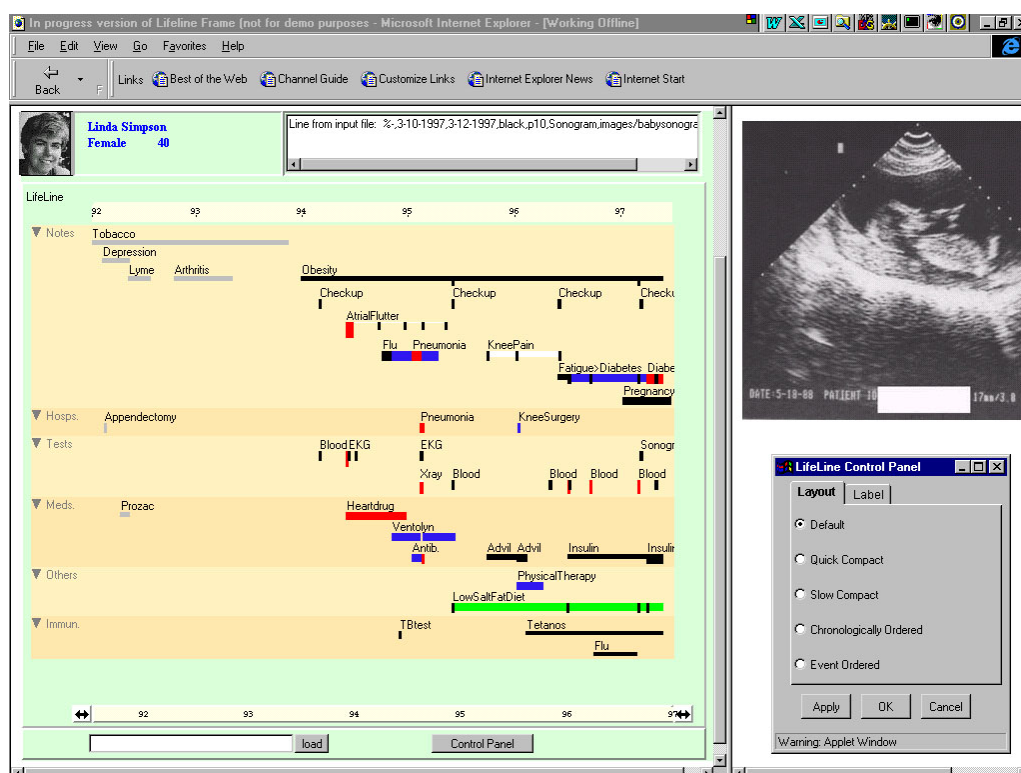 In progress version of Lifeline Frame (not for demo purposes - Microsoft Internet Explorer - [Working Offline]
File Edit View Go Favorites Help
Back F Links Best of the Web Channel Guide Customize Links Internet Explorer News Internet Start
Linda Simpson
Female 40
Line from input file: %-,3-10-1997,3-12-1997,black,p10,Sonogram,images/babysonogra
LifeLine
92 93 94 95 96 97
Notes Tobacco
Depression
Lyme Arthritis Obesity
Checkup Checkup Checkup Checku
AtrialFlutter
Flu Pneumonia KneePain
Fatigue>Diabetes Diabe
Pregnancy
Hosps. Appendectomy Pneumonia KneeSurgery
Tests Blood EKG EKG Sonogr
Xray Blood Blood Blood Blood
Meds. Prozac Heartdrug
Ventolyn
Antib. Advil Advil Insulin Insulin
Others PhysicalTherapy
LowSaltFatDiet
Immun. TBtest Tetanos
Flu
92 93 94 95 96 97
load Control Panel
DATE:5-18-88 PATIENT ID 17mm/3.0
LifeLine Control Panel
Layout Label
Default
Quick Compact
Slow Compact
Chronologically Ordered
Event Ordered
Apply OK Cancel
Warning: Applet Window